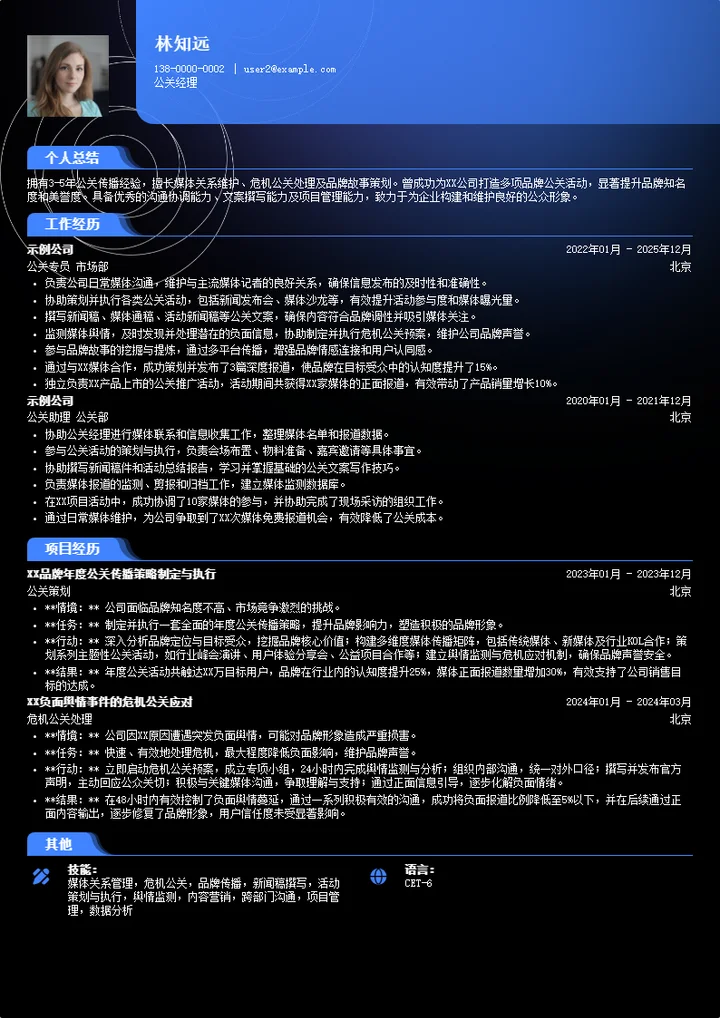 林知远
138-0000-0002 | user2@example.com
公关经理
个人总结
拥有3-5年公关传播经验，擅长媒体关系维护、危机公关处理及品牌故事策划。曾成功为XX公司打造多项品牌公关活动，显著提升品牌知名
度和美誉度。具备优秀的沟通协调能力、文案撰写能力及项目管理能力，致力于为企业构建和维护良好的公众形象。
工作经历
示例公司 2022年01月 - 2025年12月
公关专员 市场部 北京
• 负责公司日常媒体沟通，维护与主流媒体记者的良好关系，确保信息发布的及时性和准确性。
• 协助策划并执行各类公关活动，包括新闻发布会、媒体沙龙等，有效提升活动参与度和媒体曝光量。
• 撰写新闻稿、媒体通稿、活动新闻稿等公关文案，确保内容符合品牌调性并吸引媒体关注。
• 监测媒体舆情，及时发现并处理潜在的负面信息，协助制定并执行危机公关预案，维护公司品牌声誉。
• 参与品牌故事的挖掘与提炼，通过多平台传播，增强品牌情感连接和用户认同感。
• 通过与XX媒体合作，成功策划并发布了3篇深度报道，使品牌在目标受众中的认知度提升了15%。
• 独立负责XX产品上市的公关推广活动，活动期间共获得XX家媒体的正面报道，有效带动了产品销量增长10%。
示例公司 2020年01月 - 2021年12月
公关助理 公关部 北京
• 协助公关经理进行媒体联系和信息收集工作，整理媒体名单和报道数据。
• 参与公关活动的策划与执行，负责会场布置、物料准备、嘉宾邀请等具体事宜。
• 协助撰写新闻稿件和活动总结报告，学习并掌握基础的公关文案写作技巧。
• 负责媒体报道的监测、剪报和归档工作，建立媒体监测数据库。
• 在XX项目活动中，成功协调了10家媒体的参与，并协助完成了现场采访的组织工作。
• 通过日常媒体维护，为公司争取到了XX次媒体免费报道机会，有效降低了公关成本。
项目经历
XX品牌年度公关传播策略制定与执行 2023年01月 - 2023年12月
公关策划 北京
• **情境：** 公司面临品牌知名度不高、市场竞争激烈的挑战。
• **任务：** 制定并执行一套全面的年度公关传播策略，提升品牌影响力，塑造积极的品牌形象。
• **行动：** 深入分析品牌定位与目标受众，挖掘品牌核心价值；构建多维度媒体传播矩阵，包括传统媒体、新媒体及行业KOL合作；策
划系列主题性公关活动，如行业峰会演讲、用户体验分享会、公益项目合作等；建立舆情监测与危机应对机制，确保品牌声誉安全。
• **结果：** 年度公关活动共触达XX万目标用户，品牌在行业内的认知度提升25%，媒体正面报道数量增加30%，有效支持了公司销售目
标的达成。
XX负面舆情事件的危机公关应对 2024年01月 - 2024年03月
危机公关处理 北京
• **情境：** 公司因XX原因遭遇突发负面舆情，可能对品牌形象造成严重损害。
• **任务：** 快速、有效地处理危机，最大程度降低负面影响，维护品牌声誉。
• **行动：** 立即启动危机公关预案，成立专项小组，24小时内完成舆情监测与分析；组织内部沟通，统一对外口径；撰写并发布官方
声明，主动回应公众关切；积极与关键媒体沟通，争取理解与支持；通过正面信息引导，逐步化解负面情绪。
• **结果：** 在48小时内有效控制了负面舆情蔓延，通过一系列积极有效的沟通，成功将负面报道比例降低至5%以下，并在后续通过正
面内容输出，逐步修复了品牌形象，用户信任度未受显著影响。
其他
技能：
媒体关系管理，危机公关，品牌传播，新闻稿撰写，活动
策划与执行，舆情监测，内容营销，跨部门沟通，项目管
理，数据分析
语言：
CET-6